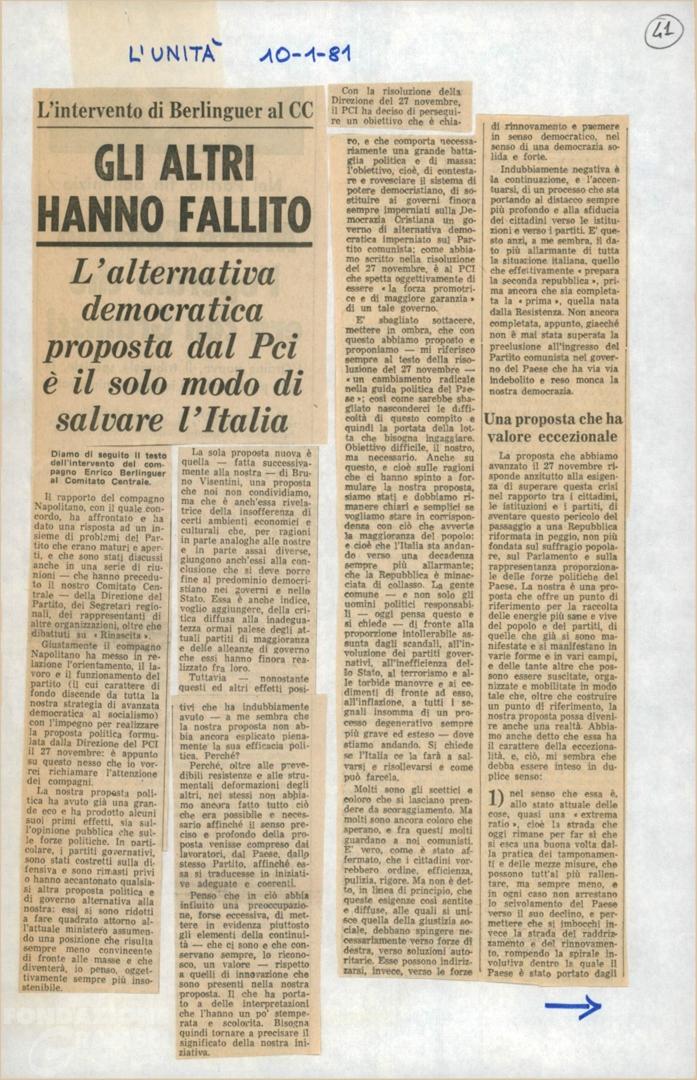 L'UNITÀ 10-1-81
41
L'intervento di Berlinguer al CC
GLI ALTRI
HANNO FALLITO
L'alternativa
democratica
proposta dal Pci
è il solo modo di
salvare l'Italia
Diamo di seguito il testo
dell'intervento del com-
pagno Enrico Berlinguer
al Comitato Centrale.
Il rapporto del compagno
Napolitano, con il quale con-
cordo, ha affrontato e ha
dato una risposta ad un in-
sieme di problemi del Par-
tito che erano maturi e aper-
ti, e che sono stati discussi
anche in una serie di riu-
nioni — che hanno precedu-
to il nostro Comitato Centra-
le — della Direzione del
Partito, dei Segretari regio-
nali, dei rappresentanti di
altre organizzazioni, oltre che
dibattuti su « Rinascita ».
Giustamente il compagno
Napolitano ha messo in re-
lazione l'orientamento, il la-
voro e il funzionamento del
partito (il cui carattere di
fondo discende da tutta la
nostra strategia di avanzata
democratica al socialismo)
con l'impegno per realizzare
la proposta politica formu-
lata dalla Direzione del PCI
il 27 novembre: è appunto
su questo nesso che io vor-
rei richiamare l'attenzione
dei compagni.
La nostra proposta poli-
tica ha avuto già una gran-
de eco e ha prodotto alcuni
suoi primi effetti, sia sul-
l'opinione pubblica che sul-
le forze politiche. In parti-
colare, i partiti governativi,
sono stati costretti sulla di-
fensiva e sono rimasti privi
o hanno accantonato qualsia-
si altra proposta politica e
di governo alternativa alla
nostra: essi si sono ridotti
a fare quadrato attorno al-
l'attuale ministero assumen-
do una posizione che risulta
sempre meno convincente
di fronte alle masse e che
diventerà, io penso, ogget-
tivamente sempre più inso-
stenibile.
La sola proposta nuova è
quella — fatta successiva-
mente alla nostra — di Bru-
no Visentini, una proposta
che noi non condividiamo,
ma che è anch'essa rivela-
trice della insofferenza di
certi ambienti economici e
culturali che, per ragioni
in parte analoghe alle nostre
e in parte assai diverse,
giungono anch'essi alla con-
clusione che si deve porre
fine al predominio democri-
stiano nei governi e nello
Stato. Essa è anche indice,
voglio aggiungere, della cri-
tica diffusa alla inadegua-
tezza ormai palese degli at-
tuali partiti di maggioranza
e delle alleanze di governo
che essi hanno finora rea-
lizzato fra loro.
Tuttavia — nonostante
questi ed altri effetti posi-
tivi che ha indubbiamente
avuto — a me sembra che
la nostra proposta non ab-
bia ancora esplicato piena-
mente la sua efficacia poli-
tica. Perché?
Perché, oltre alle preve-
dibili resistenze e alle stru-
mentali deformazioni degli
altri, noi stessi non abbia-
mo ancora fatto tutto ciò
che era possibile e neces-
sario affinché il senso preci-
so e profondo della propo-
sta venisse compreso dai
lavoratori, dal Paese, dallo
stesso Partito, affinché es-
sa si traducesse in iniziati-
ve adeguate e coerenti.
Penso che in ciò abbia
influito una preoccupazio-
ne, forse eccessiva, di met-
tere in evidenza piuttosto
gli elementi della continui-
tà — che ci sono e che con-
servano sempre, lo ricono-
sco, un valore — rispetto
a quelli di innovazione che
sono presenti nella nostra
proposta. Il che ha porta-
to a delle interpretazioni
che l'hanno un po' stempe-
rata e scolorita. Bisogna
quindi tornare a precisare il
significato della nostra ini-
ziativa.
Con la risoluzione della
Direzione del 27 novembre,
il PCI ha deciso di persegui-
re un obiettivo che è chia-
ro, e che comporta necessa-
riamente una grande batta-
glia politica e di massa:
l'obiettivo, cioè, di contesta-
re e rovesciare il sistema di
potere democristiano, di so-
stituire ai governi finora
sempre imperniati sulla De-
mocrazia Cristiana un go-
verno di alternativa demo-
cratica imperniato sul Par-
tito comunista; come abbia-
mo scritto nella risoluzione
del 27 novembre, è al PCI
che spetta oggettivamente di
essere « la forza promotri-
ce e di maggiore garanzia »
di un tale governo.
E' sbagliato sottacere,
mettere in ombra, che con
questo abbiamo proposto e
proponiamo — mi riferisco
sempre al testo della riso-
luzione del 27 novembre —
« un cambiamento radicale
nella guida politica del Pae-
se »; così come sarebbe sba-
gliato nasconderci le diffi-
coltà di questo compito e
quindi la portata della lot-
ta che bisogna ingaggiare.
Obiettivo difficile, il nostro,
ma necessario. Anche su
questo, e cioè sulle ragioni
che ci hanno spinto a for-
mulare la nostra proposta,
siamo stati e dobbiamo ri-
manere chiari e semplici se
vogliamo stare in corrispon-
denza con ciò che avverte
la maggioranza del popolo:
e cioè che l'Italia sta an-
dando verso una decadenza
sempre più allarmante;
che la Repubblica è minac-
ciata di collasso. La gente
comune — e non solo gli
uomini politici responsabi-
li — oggi pensa questo e
si chiede — di fronte alla
proporzione intollerabile as-
sunta dagli scandali, all'in-
voluzione dei partiti gover-
nativi, all'inefficienza del-
lo Stato, al terrorismo e al-
le torbide manovre e ai ce-
dimenti di fronte ad esso,
all'inflazione, a tutti i se-
gnali insomma di un pro-
cesso degenerativo sempre
più grave ed esteso — dove
stiamo andando. Si chiede
se l'Italia ce la farà a sal-
varsi e risollevarsi e come
può farcela.
Molti sono gli scettici e
coloro che si lasciano pren-
dere da scoraggiamento. Ma
molti sono ancora coloro che
sperano, e fra questi molti
guardano a noi comunisti.
E' vero, come è stato af-
fermato, che i cittadini vor-
rebbero ordine, efficienza,
pulizia, rigore. Ma non è det-
to, in linea di principio, che
queste esigenze così sentite
e diffuse, alle quali si uni-
sce quella della giustizia so-
ciale, debbano spingere ne-
cessariamente verso forze di
destra, verso soluzioni auto-
ritarie. Esse possono indiriz-
zarsi, invece, verso le forze
di rinnovamento e premere
in senso democratico, nel
senso di una democrazia so-
lida e forte.
Indubbiamente negativa è
la continuazione, e l'accen-
tuarsi, di un processo che sta
portando al distacco sempre
più profondo e alla sfiducia
dei cittadini verso le istitu-
zioni e verso i partiti. E' que-
sto anzi, a me sembra, il da-
to più allarmante di tutta
la situazione italiana, quello
che effettivamente « prepara
la seconda repubblica », pri-
ma ancora che sia completa-
ta la « prima », quella nata
dalla Resistenza. Non ancora
completata, appunto, giacché
non è mai stata superata la
preclusione all'ingresso del
Partito comunista nel gover-
no del Paese che ha via via
indebolito e reso monca la
nostra democrazia.
Una proposta che ha
valore eccezionale
La proposta che abbiamo
avanzato il 27 novembre ri-
sponde anzitutto alla esigen-
za di superare questa crisi
nel rapporto tra i cittadini,
le istituzioni e i partiti, di
sventare questo pericolo del
passaggio a una Repubblica
riformata in peggio, non più
fondata sul suffragio popola-
re, sul Parlamento e sulla
rappresentanza proporziona-
le delle forze politiche del
Paese. La nostra è una pro-
posta che offre un punto di
riferimento per la raccolta
delle energie più sane e vive
del popolo e dei partiti, di
quelle che già si sono ma-
nifestate e si manifestano in
varie forme e in vari campi,
e delle tante altre che pos-
sono essere suscitate, orga-
nizzate e mobilitate in modo
tale che, oltre che costruire
un punto di riferimento, la
nostra proposta possa diveni-
re anche una realtà. Abbia-
mo anche detto che essa ha
il carattere della ecceziona-
lità, e, ciò, mi sembra che
debba essere inteso in du-
plice senso:
1) nel senso che essa è,
allo stato attuale delle
cose, quasi una « extrema
ratio », cioè la strada che
oggi rimane per far sì che
si esca una buona volta dal-
la pratica dei tamponamen-
ti e delle mezze misure, che
possono tutt'al più rallen-
tare, ma sempre meno, e
in ogni caso non arrestano
lo scivolamento del Paese
verso il suo declino, e per-
mettere che si imbocchi in-
vece la strada del raddriz-
zamento e del rinnovamen-
to, rompendo la spirale in-
volutiva dentro la quale il
Paese è stato portato dagli